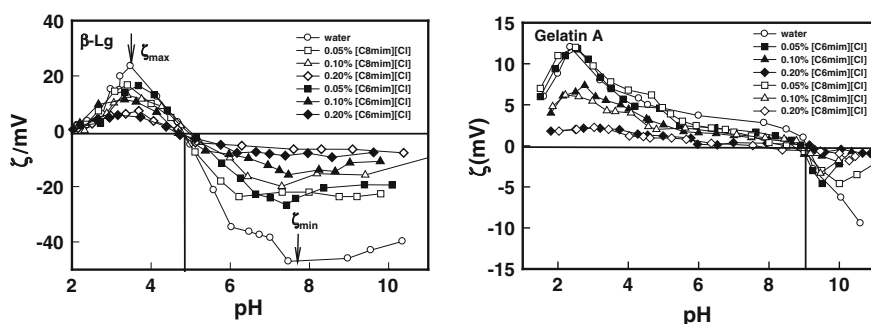 β-Lg
ζmax
water
0.05% [C8mim][Cl]
0.10% [C8mim][Cl]
0.20% [C8mim][Cl]
0.05% [C6mim][Cl]
0.10% [C6mim][Cl]
0.20% [C6mim][Cl]
ζmin
40
20
0
-20
-40
ζ/mV
2
4
6
8
10
pH
Gelatin A
water
0.05% [C6mim][Cl]
0.10% [C6mim][Cl]
0.20% [C6mim][Cl]
0.05% [C8mim][Cl]
0.10% [C8mim][Cl]
0.20% [C8mim][Cl]
15
10
5
0
-5
-10
-15
ζ(mV)
2
4
6
8
10
pH